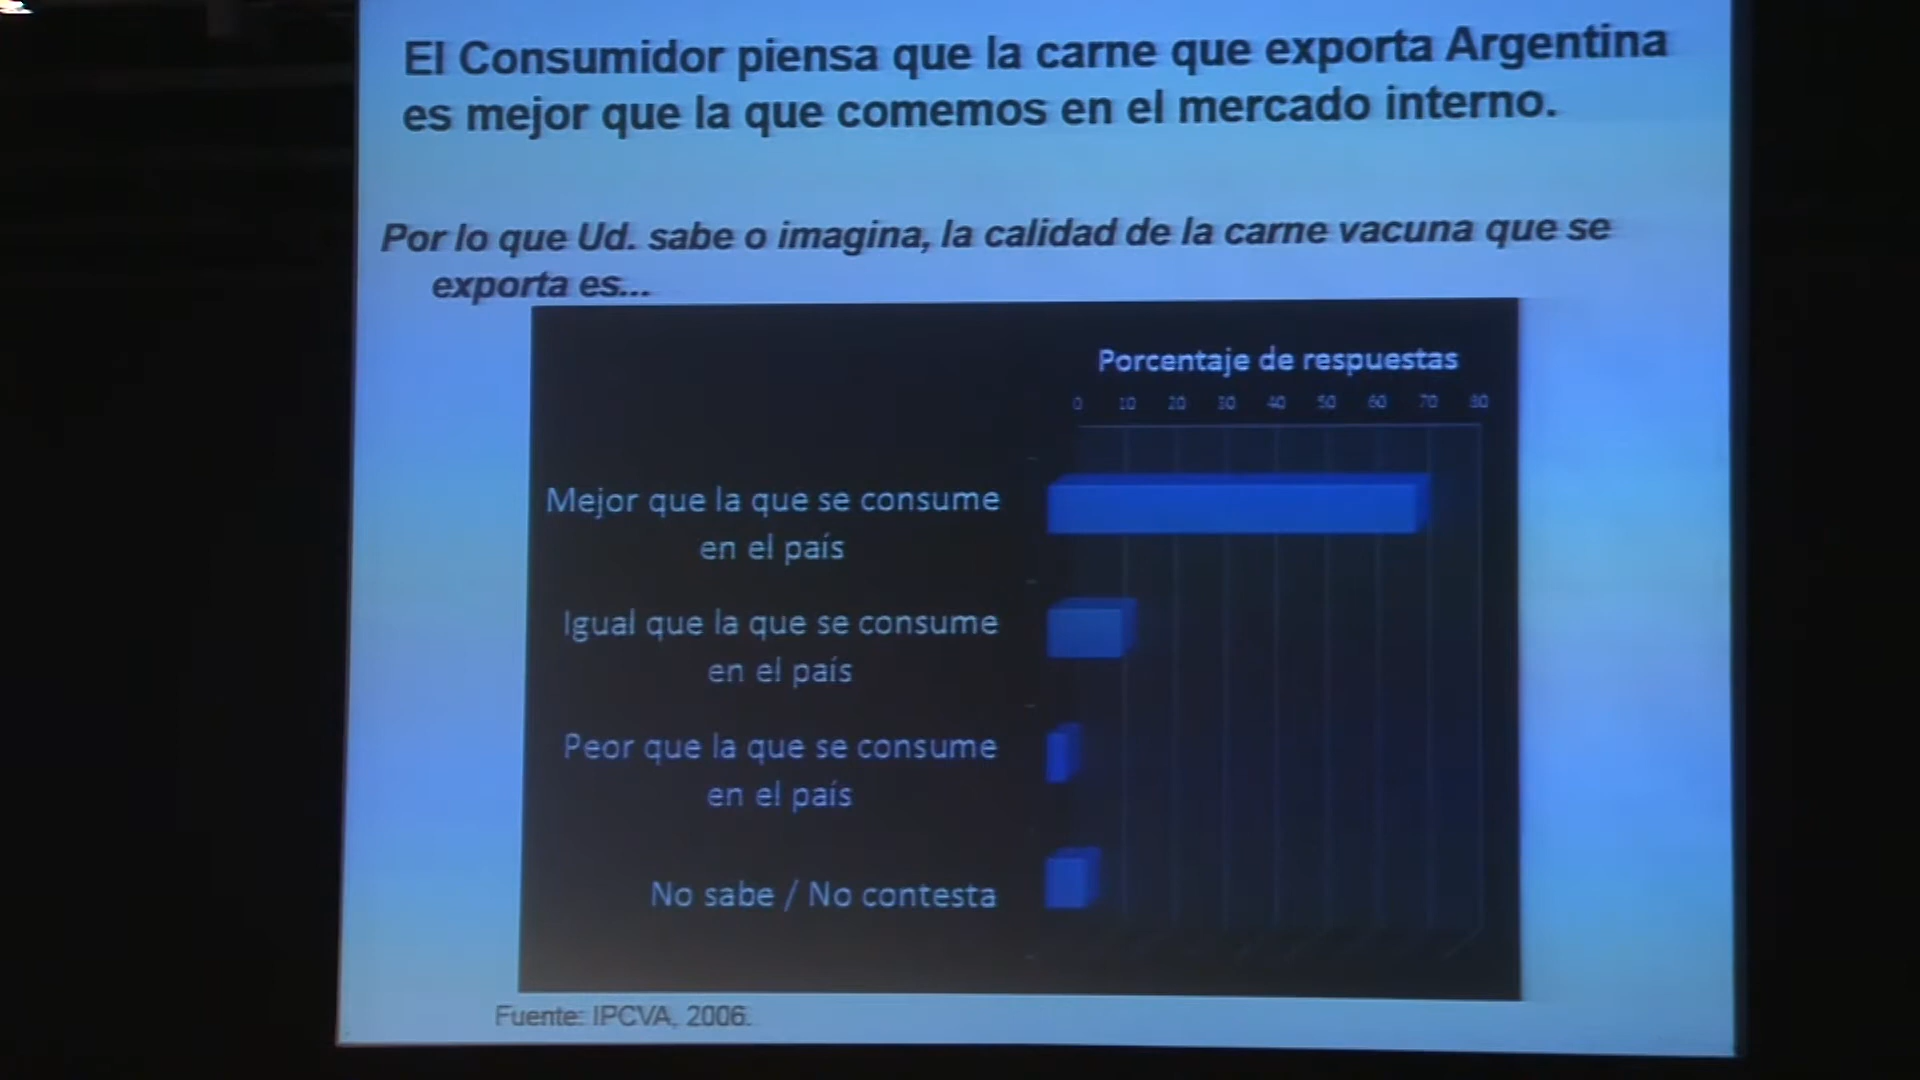 El Consumidor piensa que la carne que exporta Argentina
es mejor que la que comemos en el mercado interno.
Por lo que Ud. sabe o imagina, la calidad de la carne vacuna que se
exporta es...
Porcentaje de respuestas
0 10 20 30 40 50 60 70 80
Mejor que la que se consume
en el país
Igual que la que se consume
en el país
Peor que la que se consume
en el país
No sabe / No contesta
Fuente: IPCVA, 2006.